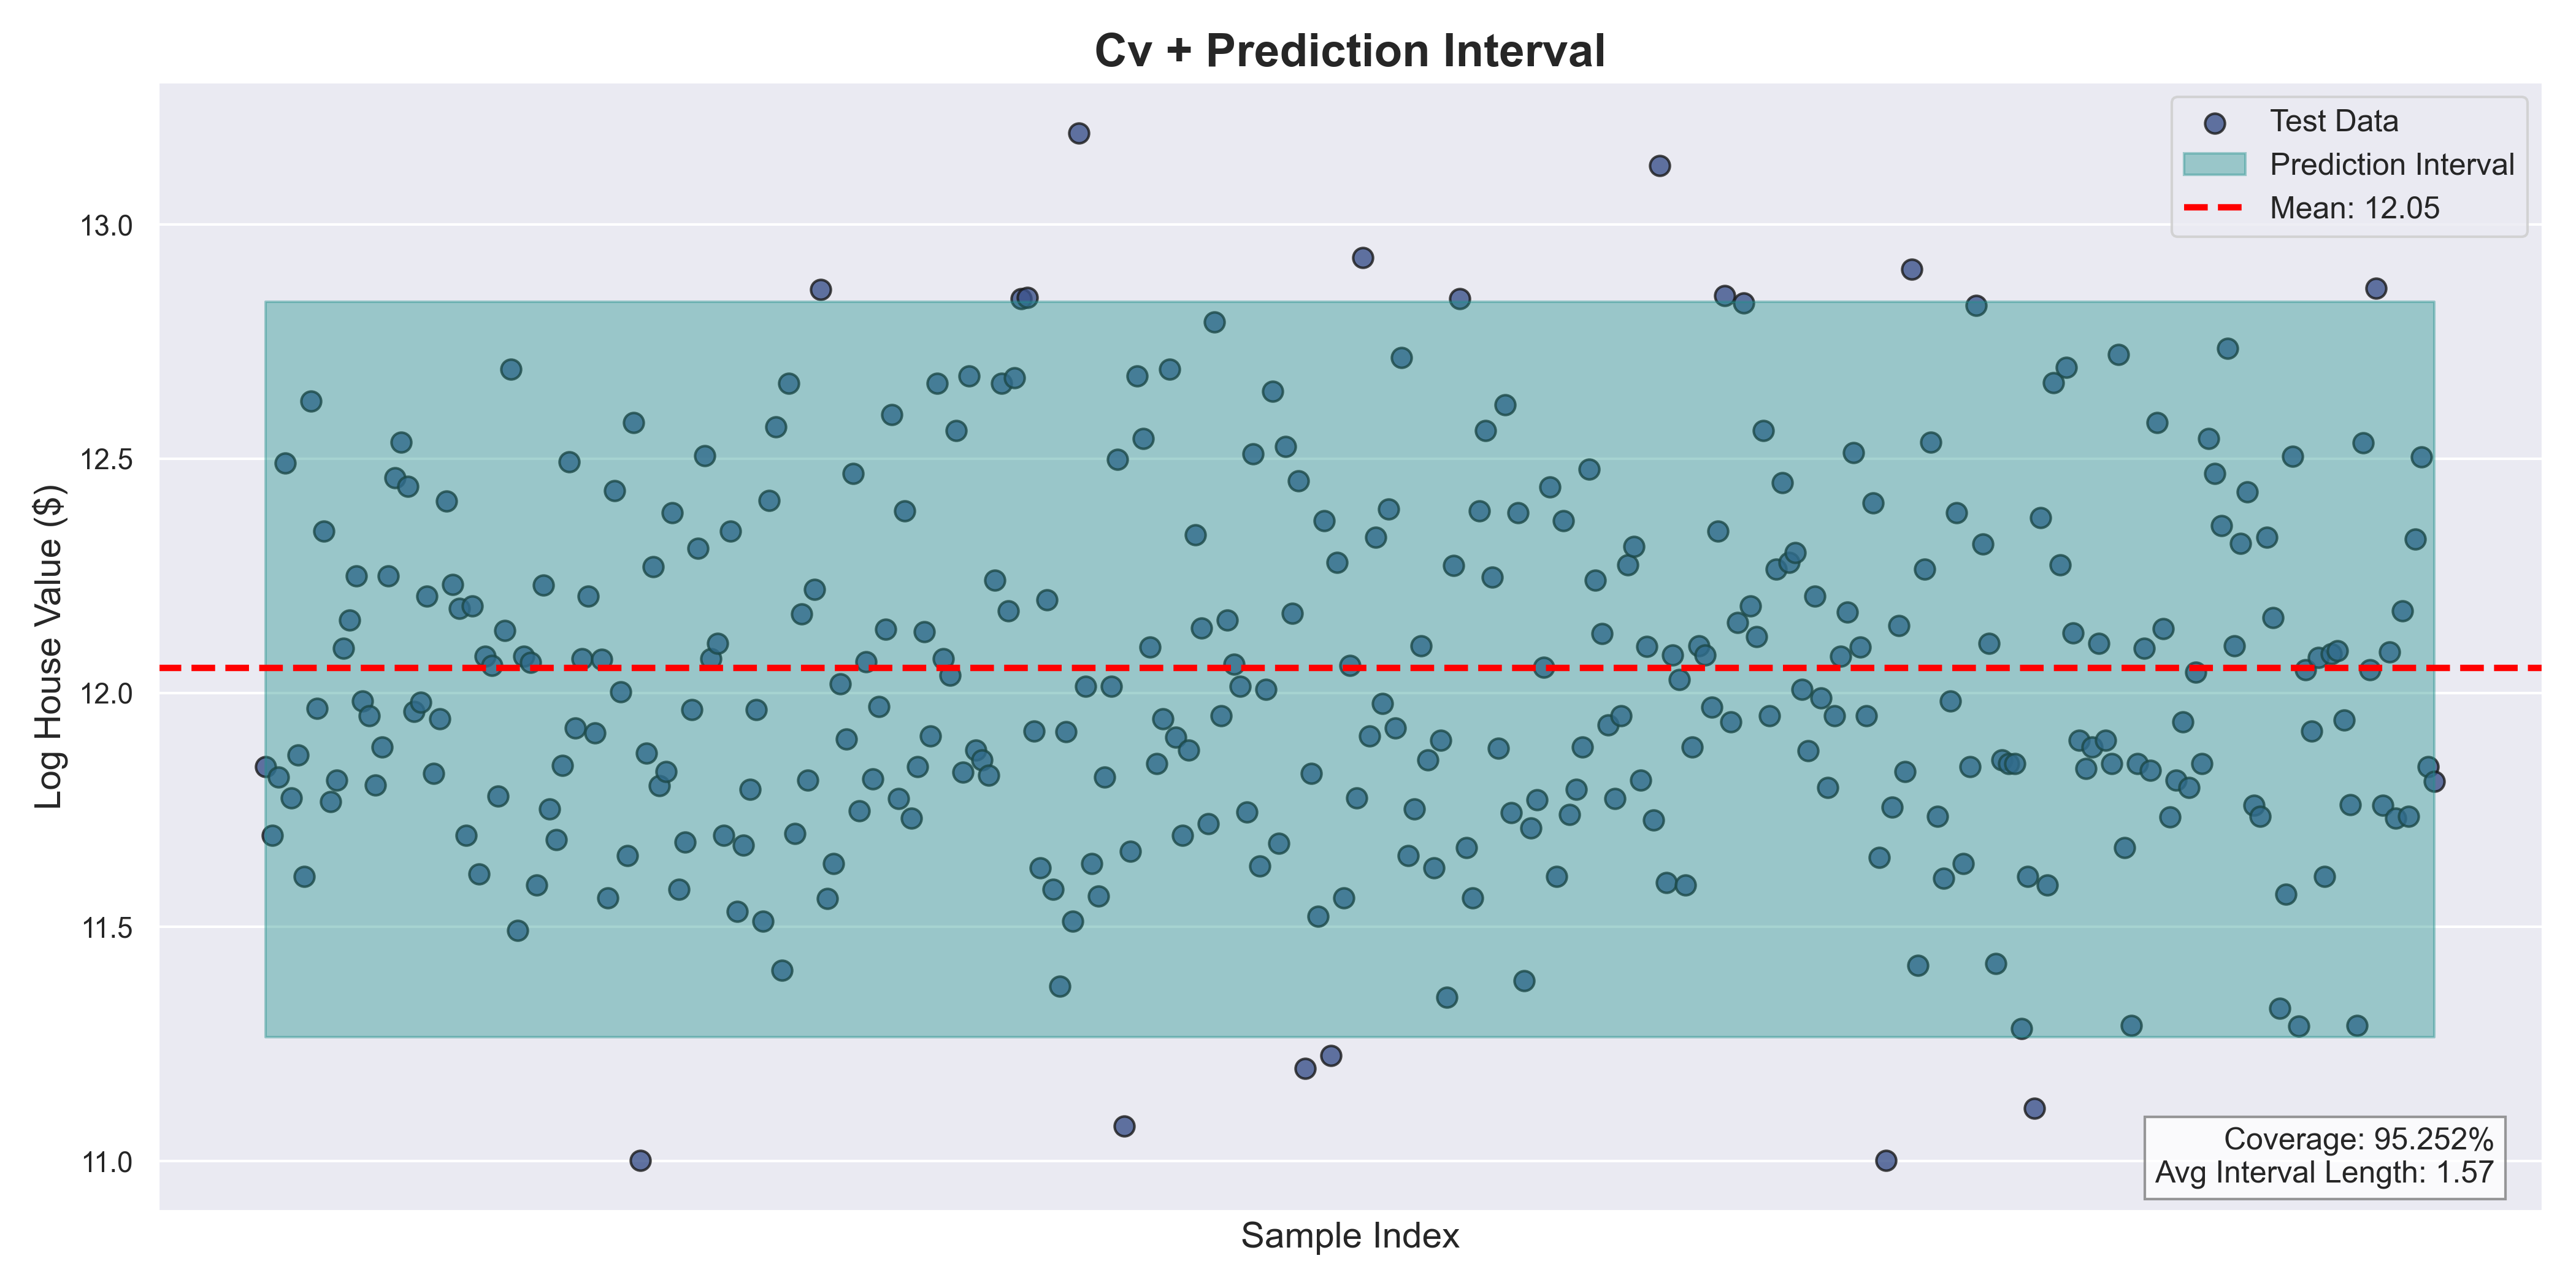 Cv + Prediction Interval
Test Data
Prediction Interval
Mean: 12.05
Log House Value ($)
13.0
12.5
12.0
11.5
11.0
Coverage: 95.252%
Avg Interval Length: 1.57
Sample Index